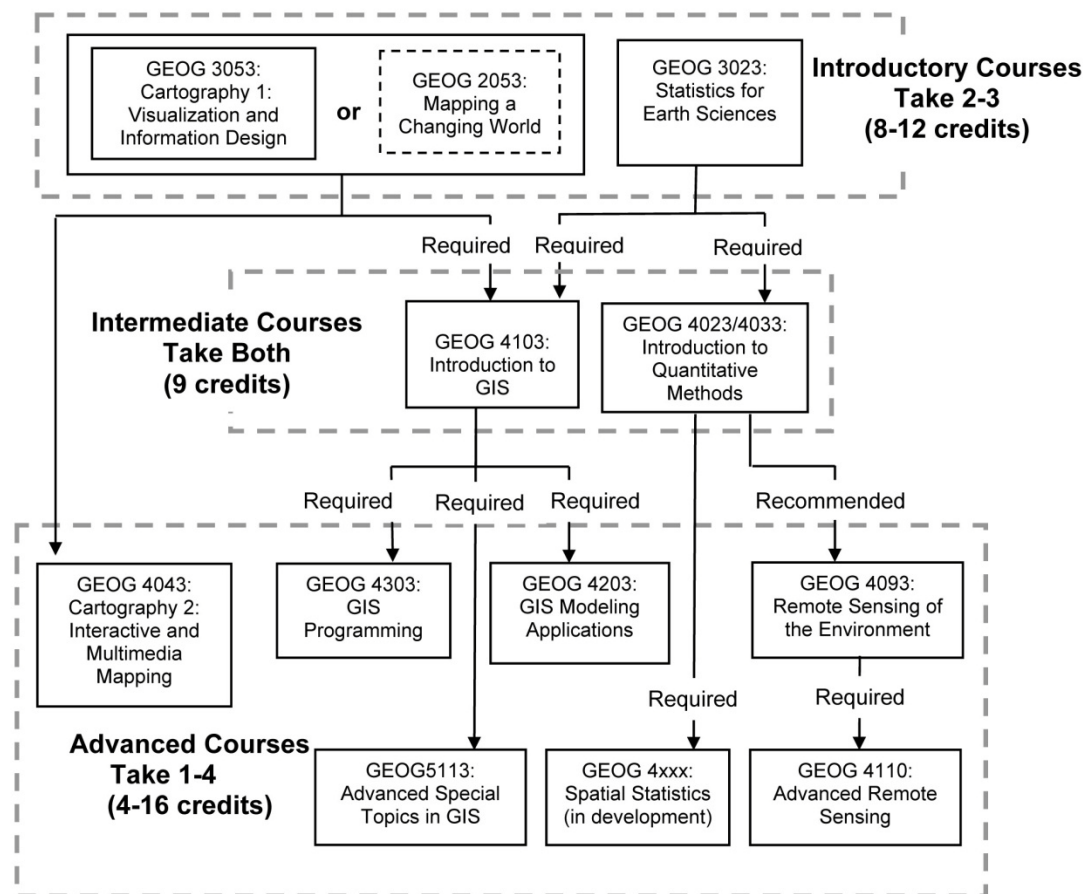 GEOG 3053:
Cartography 1:
Visualization and
Information Design
or
GEOG 2053:
Mapping a
Changing World
GEOG 3023:
Statistics for
Earth Sciences
Introductory Courses
Take 2-3
(8-12 credits)
Required
Required
Required
Intermediate Courses
Take Both
(9 credits)
GEOG 4103:
Introduction to
GIS
GEOG 4023/4033:
Introduction to
Quantitative
Methods
Required
Required
Required
Recommended
GEOG 4043:
Cartography 2:
Interactive and
Multimedia
Mapping
GEOG 4303:
GIS
Programming
GEOG 4203:
GIS Modeling
Applications
GEOG 4093:
Remote Sensing of
the Environment
Required
Required
Advanced Courses
Take 1-4
(4-16 credits)
GEOG5113:
Advanced Special
Topics in GIS
GEOG 4xxx:
Spatial Statistics
(in development)
GEOG 4110:
Advanced Remote
Sensing